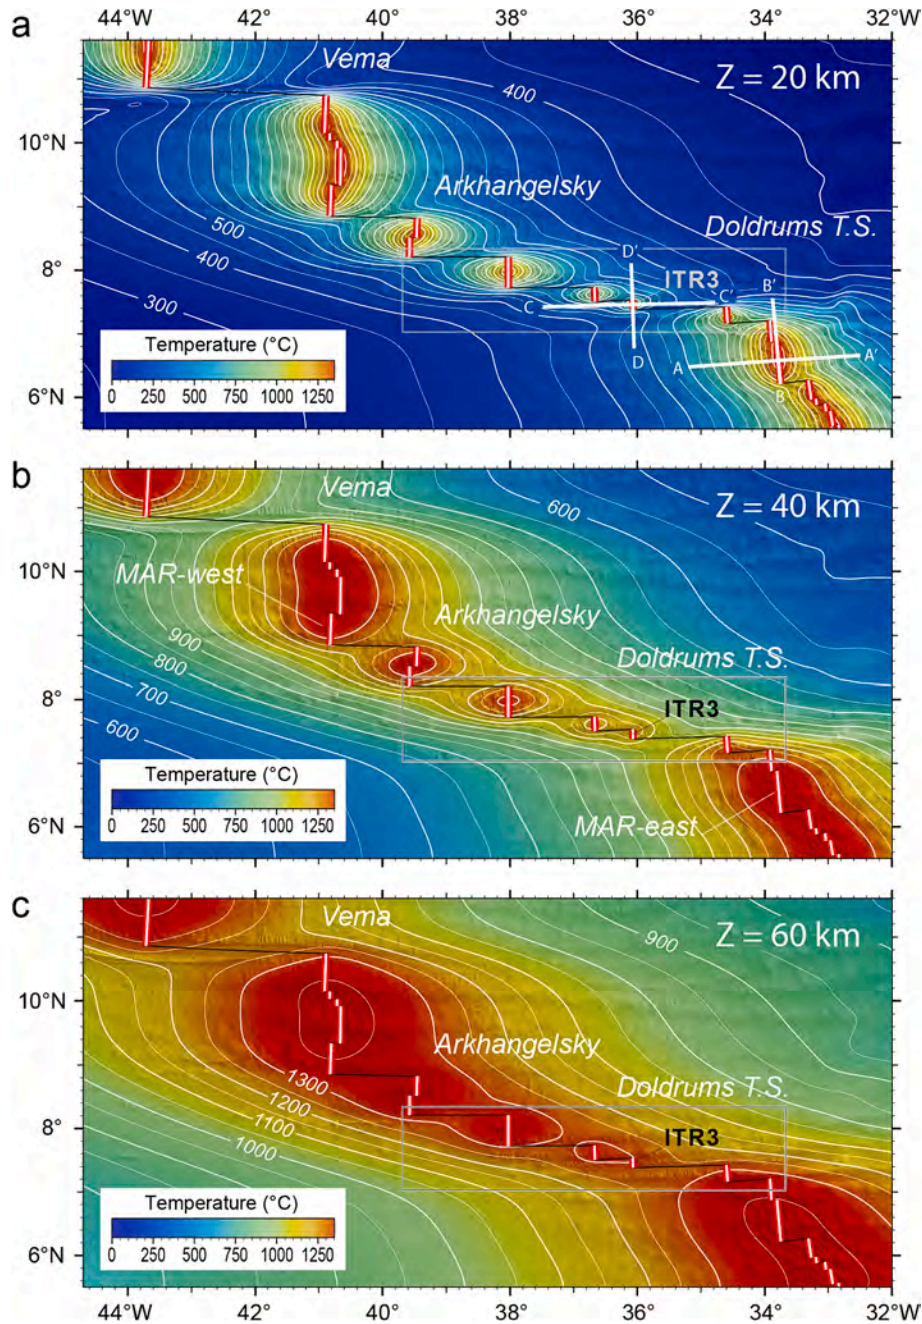 44°W 42° 40° 38° 36° 34° 32°W
a
Vema
Z = 20 km
400
10°N
Arkhangelsky
500
Doldrums T.S.
400
D'
8°
ITR3
B'
300
C
C'
Temperature (°C)
D
A
A'
0 250 500 750 1000 1250
B
6°N
b
Vema
600
Z = 40 km
10°N
MAR-west
Arkhangelsky
900
Doldrums T.S.
800
8°
700
ITR3
600
Temperature (°C)
0 250 500 750 1000 1250
MAR-east
6°N
c
Vema
900
Z = 60 km
10°N
Arkhangelsky
1300
Doldrums T.S.
1200
8°
1100
ITR3
1000
Temperature (°C)
0 250 500 750 1000 1250
6°N
44°W 42° 40° 38° 36° 34° 32°W